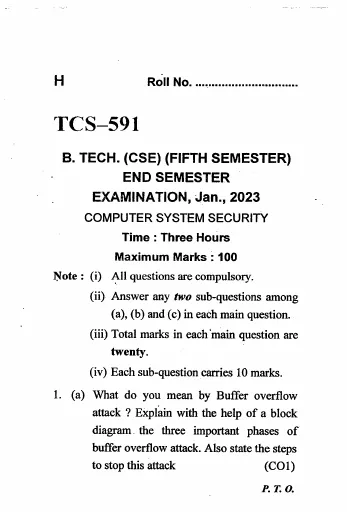 H Roll No. ................................
TCS–591
B. TECH. (CSE) (FIFTH SEMESTER)
END SEMESTER
EXAMINATION, Jan., 2023
COMPUTER SYSTEM SECURITY
Time : Three Hours
Maximum Marks : 100
Note : (i) All questions are compulsory.
(ii) Answer any two sub-questions among
(a), (b) and (c) in each main question.
(iii) Total marks in each main question are
twenty.
(iv) Each sub-question carries 10 marks.
1. (a) What do you mean by Buffer overflow
attack ? Explain with the help of a block
diagram the three important phases of
buffer overflow attack. Also state the steps
to stop this attack (CO1)
P. T. O.